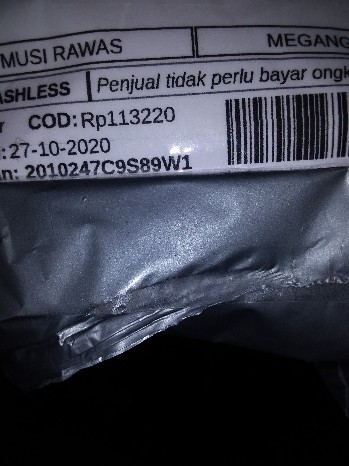 MUSI RAWAS MEGANG
ASHLESS Penjual tidak perlu bayar ongk
r COD:Rp113220
:27-10-2020
n: 2010247C9S89W1